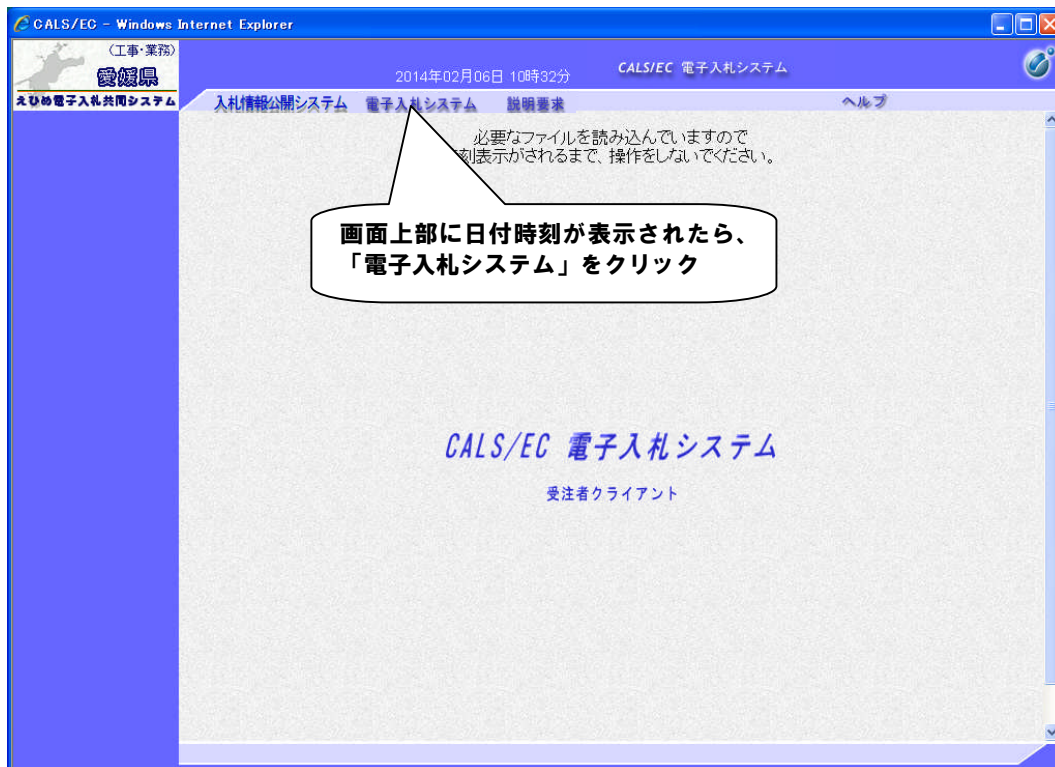 CALS/EC - Windows Internet Explorer
(工事・業務)
愛媛県
えひめ電子入札共同システム
2014年02月06日 10時32分
CALS/EC 電子入札システム
入札情報公開システム 電子入札システム 説明要求 ヘルプ
必要なファイルを読み込んでいますので
刻表示がされるまで、操作をしないでください。
画面上部に日付時刻が表示されたら、
「電子入札システム」をクリック
CALS/EC 電子入札システム
受注者クライアント